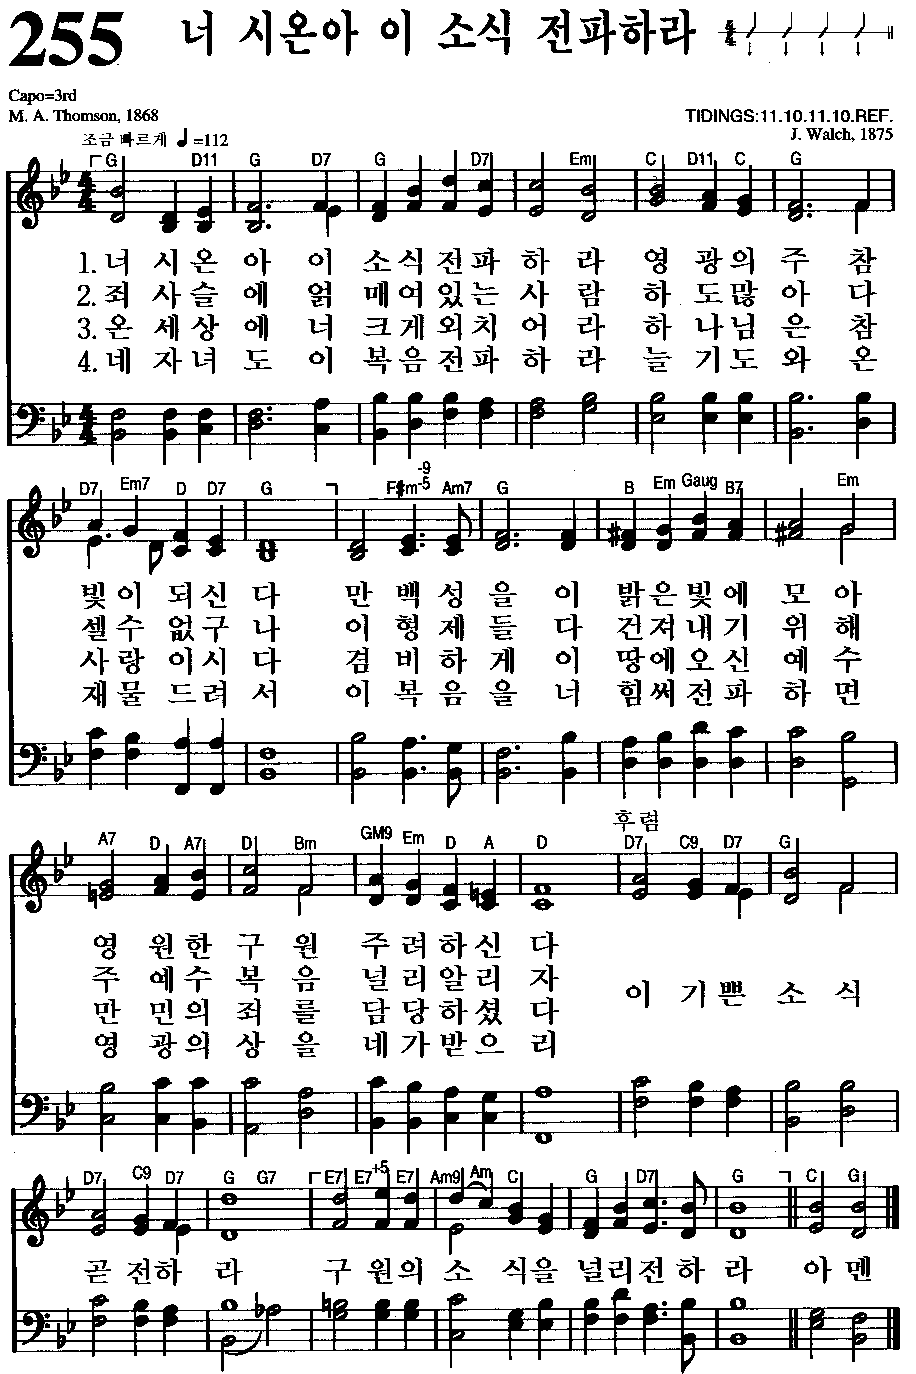 255 너 시온아 이 소식 전파하라 4/4
Capo=3rd
M. A. Thomson, 1868
TIDINGS:11.10.11.10.REF.
조금 빠르게 ♩=112
J. Walch, 1875
G D11 G D7 G D7 Em C D11 C G
1. 너 시 온 아 이 소 식 전 파 하 라 영 광 의 주 참
2. 죄 사 슬 에 얽 매 여 있 는 사 람 하 도 많 아 다
3. 온 세 상 에 너 크 게 외 치 어 라 하 나 님 은 참
4. 네 자 녀 도 이 복 음 전 파 하 라 늘 기 도 와 온
D7 Em7 D D7 G F#m-5 -9 Am7 G B Em Gaug B7 Em
빛 이 되 신 다 만 백 성 을 이 밝 은 빛 에 모 아
셀 수 없 구 나 이 형 제 들 다 건 져 내 기 위 해
사 랑 이 시 다 겸 비 하 게 이 땅 에 오 신 예 수
재 물 드 려 서 이 복 음 을 너 힘 써 전 파 하 면
후 렴
A7 D A7 D Bm GM9 Em D A D D7 C9 D7 G
영 원 한 구 원 주 려 하 신 다
주 예 수 복 음 널 리 알 리 자
이 기 쁜 소 식
만 민 의 죄 를 담 당 하 셨 다
영 광 의 상 을 네 가 받 으 리
D7 C9 D7 G G7 E7 E7+5 E7 Am9 Am C G D7 G C G
곧 전 하 라 구 원 의 소 식 을 널 리 전 하 라 아 멘